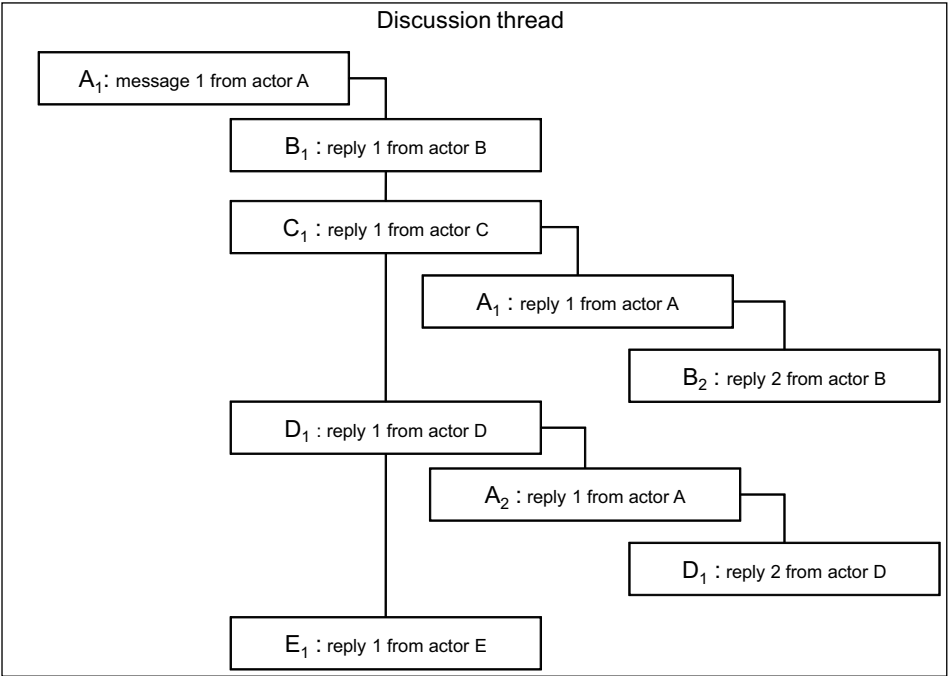 Discussion thread
A₁: message 1 from actor A
B₁ : reply 1 from actor B
C₁ : reply 1 from actor C
A₁ : reply 1 from actor A
B₂ : reply 2 from actor B
D₁ : reply 1 from actor D
A₂ : reply 1 from actor A
D₁ : reply 2 from actor D
E₁ : reply 1 from actor E